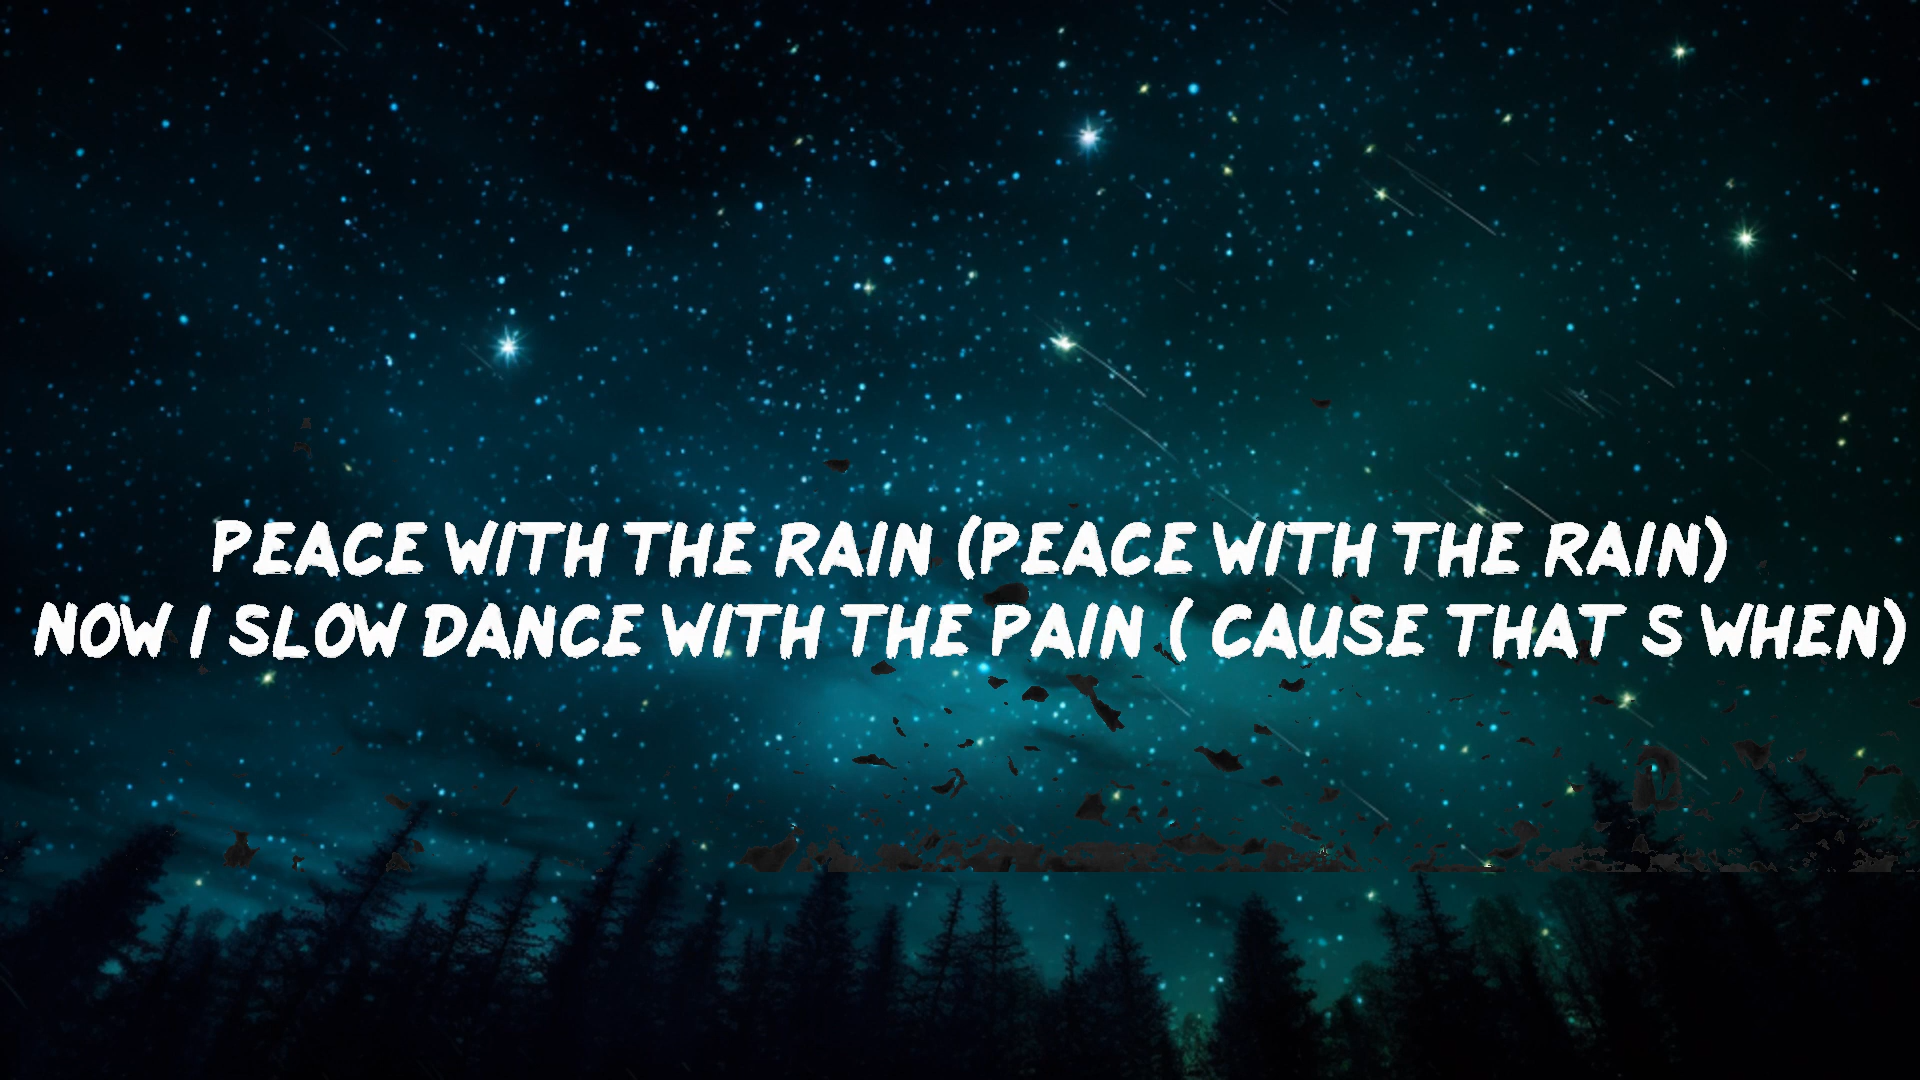 PEACE WITH THE RAIN (PEACE WITH THE RAIN)
NOW I SLOW DANCE WITH THE PAIN ( CAUSE THAT S WHEN)